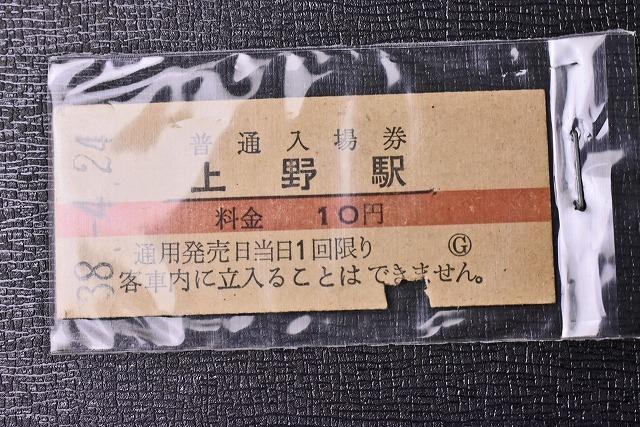 38.-4.24
普通入場券
上野駅
料金 10円
通用発売日当日1回限り Ⓖ
客車内に立入ることはできません。